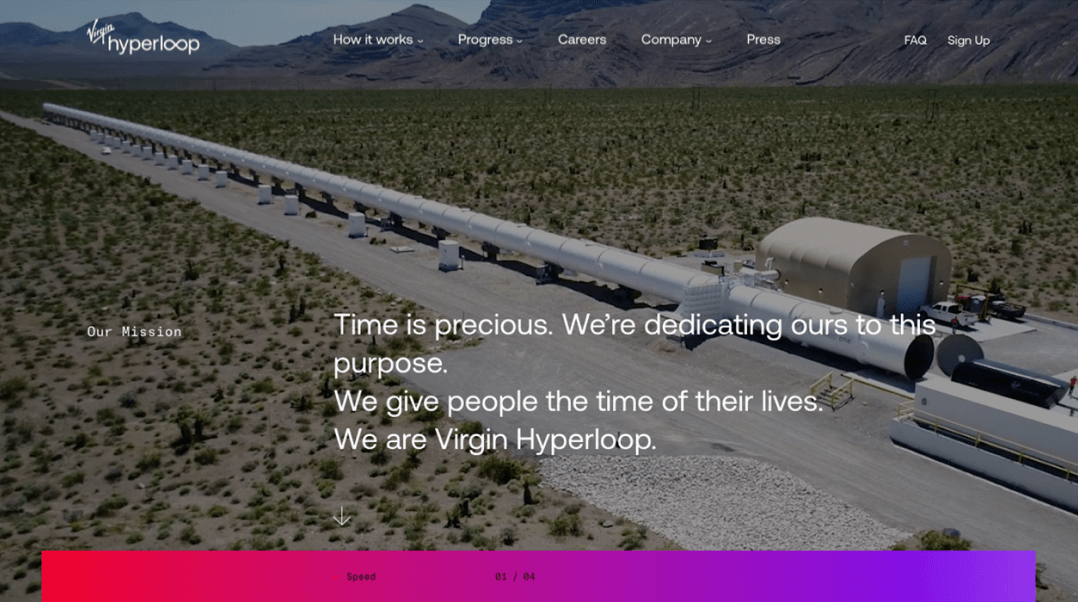 Virgin
hyperloop
How it works
Progress
Careers
Company
Press
FAQ
Sign Up
Our Mission
Time is precious. We’re dedicating ours to this
purpose.
We give people the time of their lives.
We are Virgin Hyperloop.
Speed
01 / 04